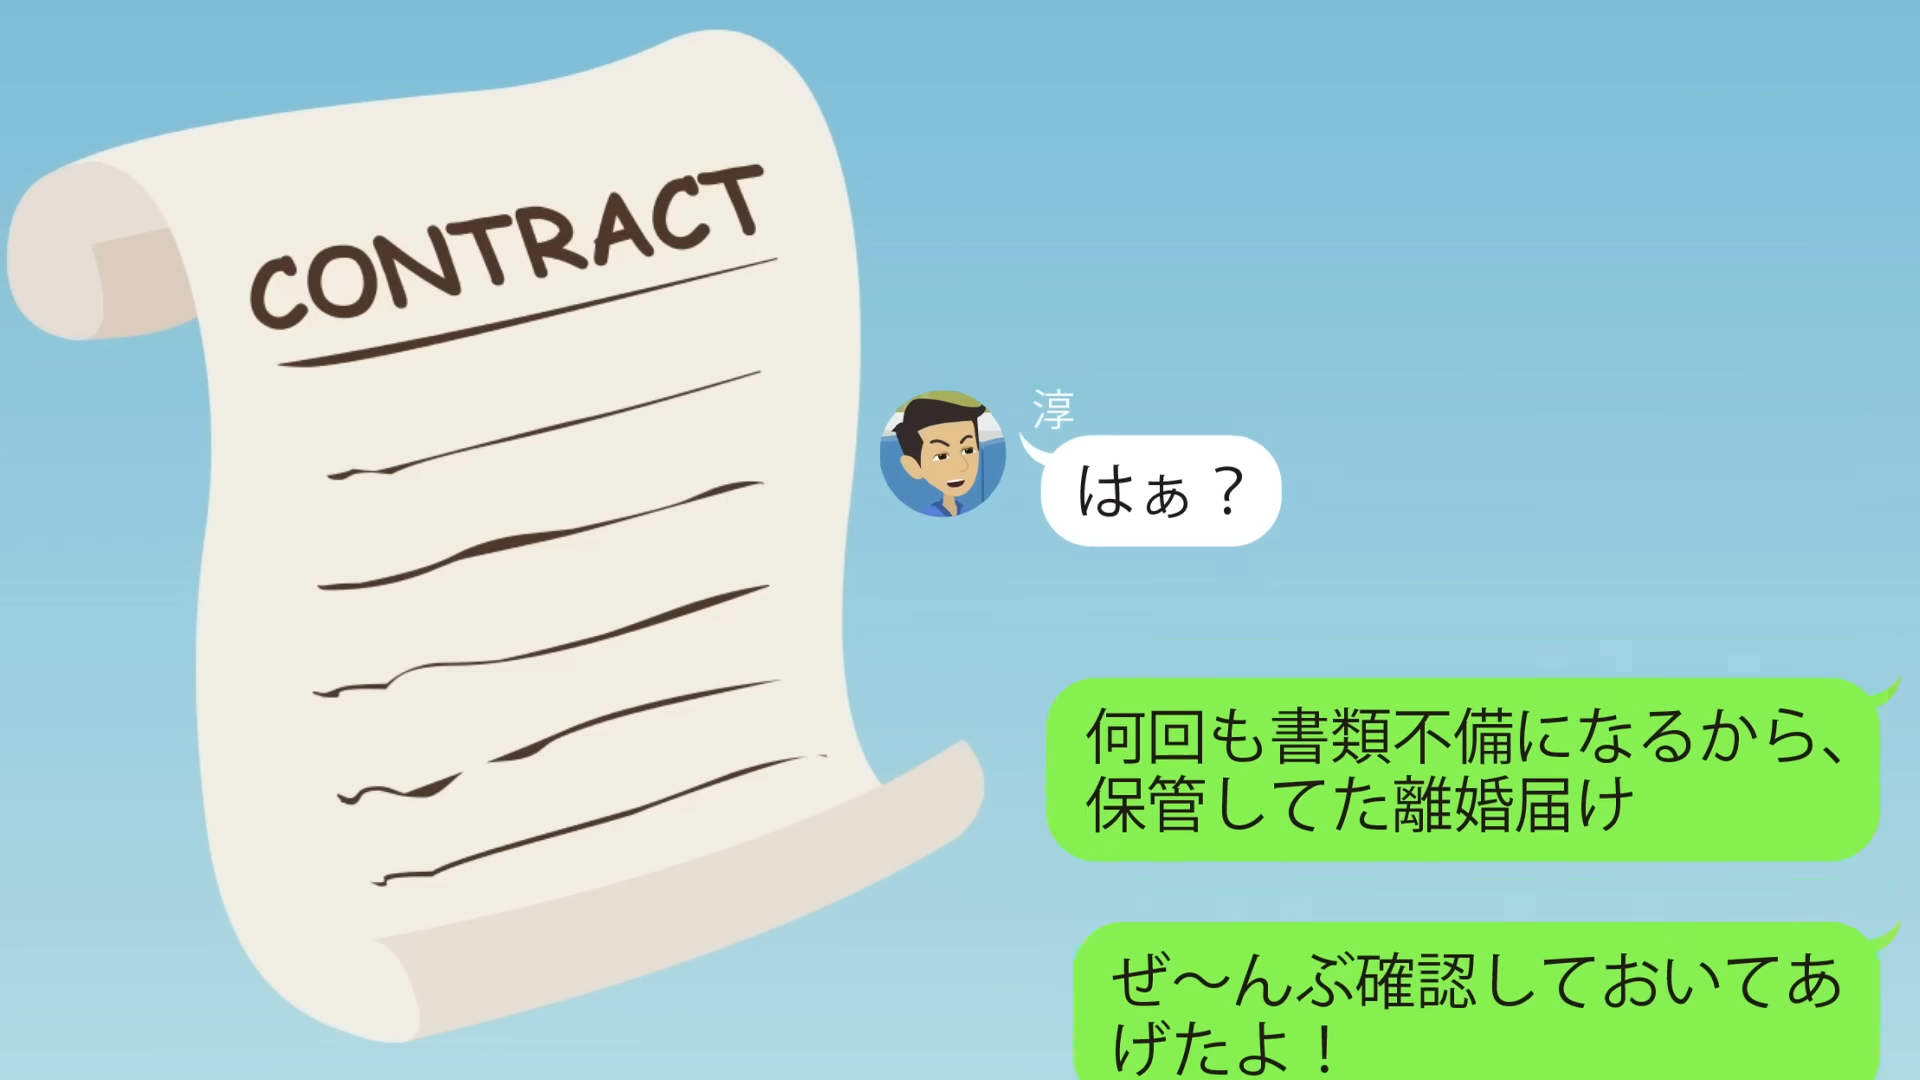 CONTRACT
淳
はぁ？
何回も書類不備になるから、
保管してた離婚届け
ぜ〜んぶ確認しておいてあ
げたよ！